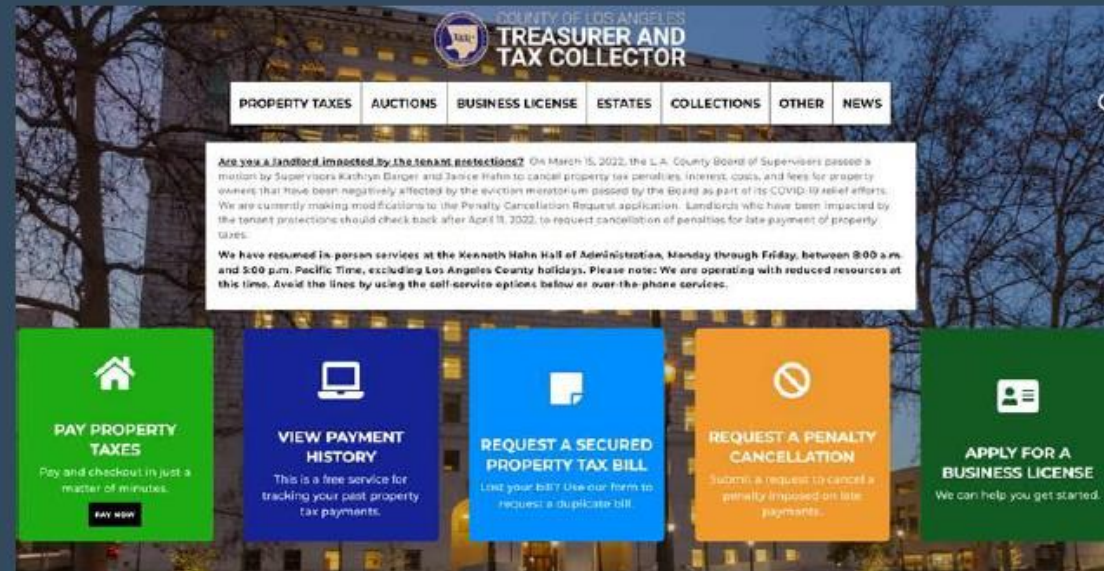 COUNTY OF LOS ANGELES
TREASURER AND
TAX COLLECTOR
PROPERTY TAXES AUCTIONS BUSINESS LICENSE ESTATES COLLECTIONS OTHER NEWS
Are you a landlord impacted by the tenant protections? On March 15, 2022, the L.A. County Board of Supervisors passed a
motion by Supervisors Kathryn Barger and Janice Hahn to cancel property tax penalties, interest, costs, and fees for property
owners that have been negatively affected by the eviction moratorium passed by the Board as part of its COVID-19 relief efforts.
We are currently making modifications to the Penalty Cancellation Request application. Landlords who have been impacted by
the tenant protections should check back after April 11, 2022, to request cancellation of penalties for late payment of property
taxes.
We have resumed in-person services at the Kenneth Hahn Hall of Administration, Monday through Friday, between 8:00 a.m.
and 5:00 p.m. Pacific Time, excluding Los Angeles County holidays. Please note: We are operating with reduced resources at
this time. Avoid the lines by using the self-service options below or over-the-phone services.
PAY PROPERTY
TAXES
Pay and checkout in just a
matter of minutes.
PAY NOW
VIEW PAYMENT
HISTORY
This is a free service for
tracking your past property
tax payments.
REQUEST A SECURED
PROPERTY TAX BILL
Lost your bill? Use our form to
request a duplicate bill.
REQUEST A PENALTY
CANCELLATION
Submit a request to cancel a
penalty imposed on late
payments.
APPLY FOR A
BUSINESS LICENSE
We can help you get started.